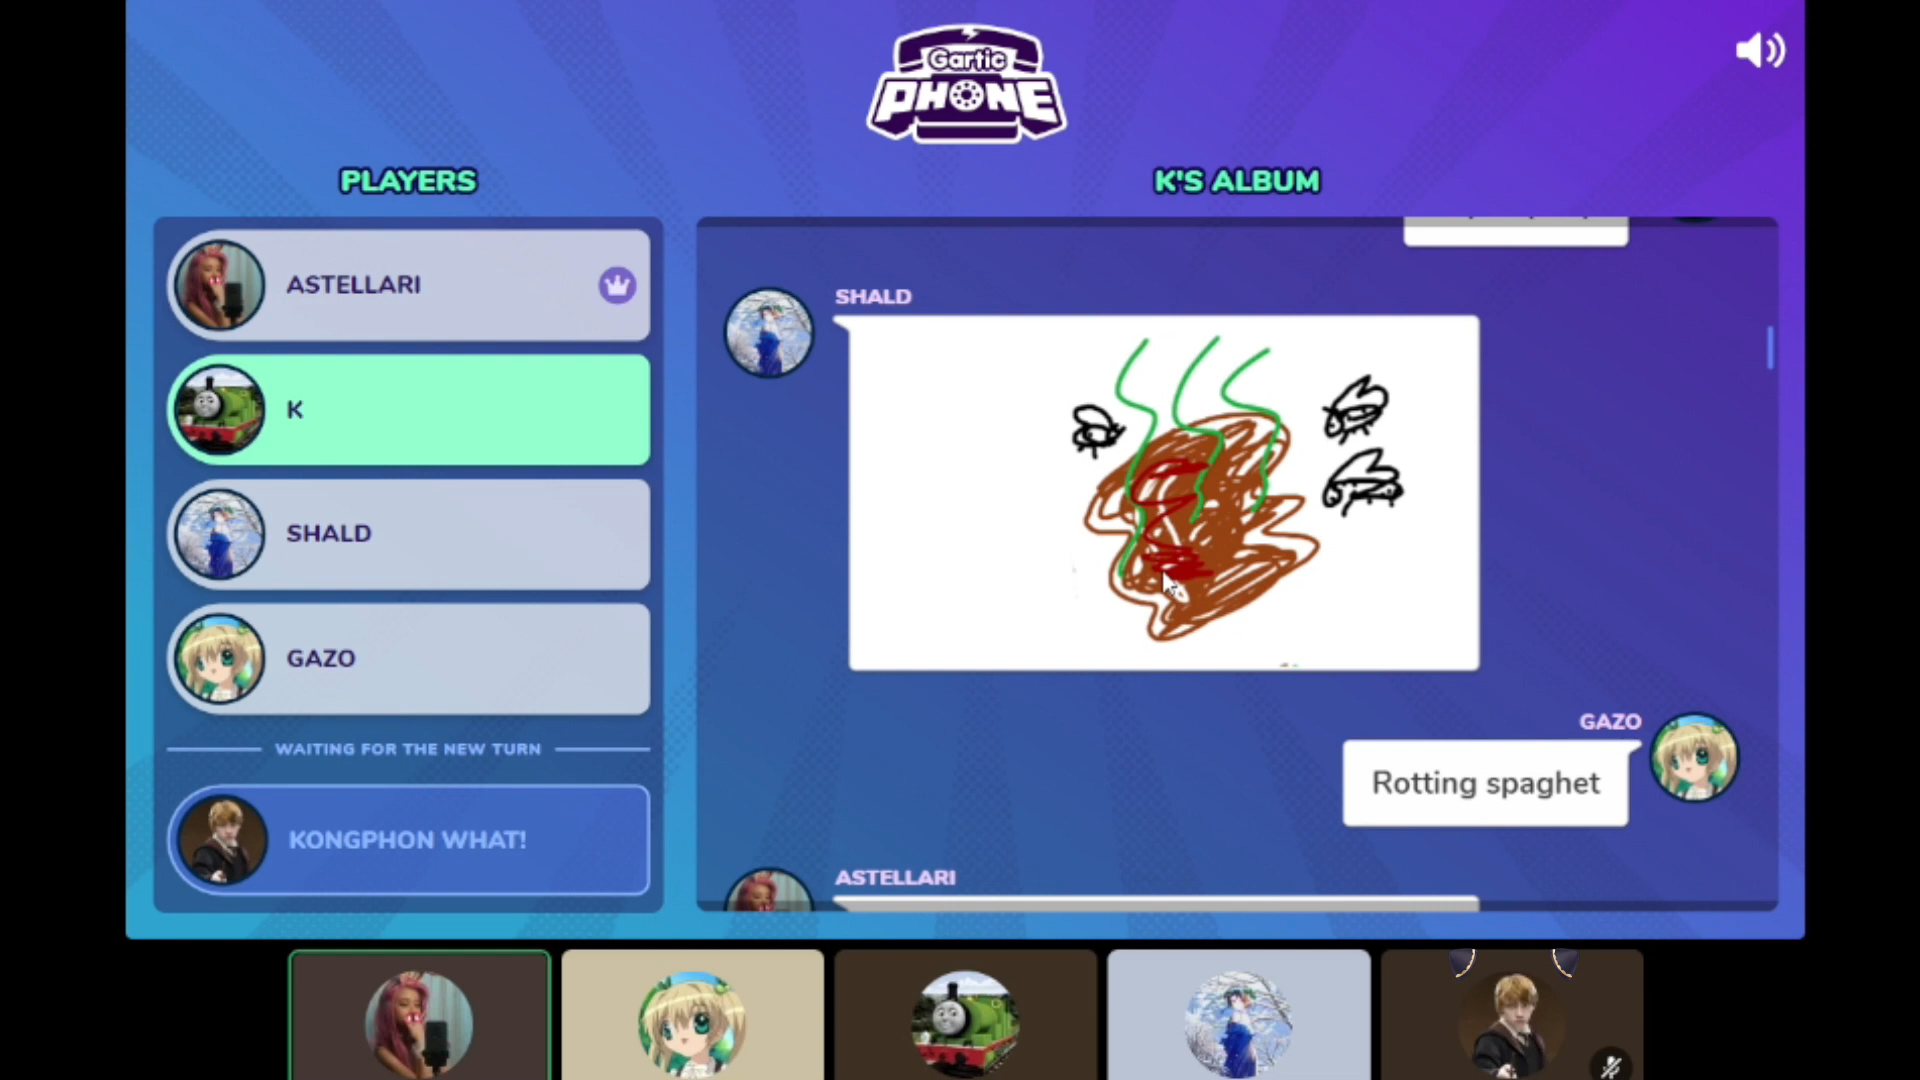 Gartic
PHONE
PLAYERS
K'S ALBUM
ASTELLARI
K
SHALD
GAZO
WAITING FOR THE NEW TURN
KONGPHON WHAT!
SHALD
GAZO
Rotting spaghet
ASTELLARI